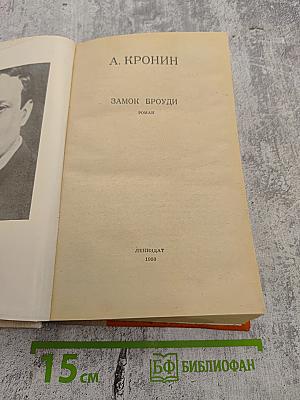 А. КРОНИН
ЗАМОК БРОУДИ
РОМАН
ЛЕНИЗДАТ
15 см
БФ БИБЛИОФАН